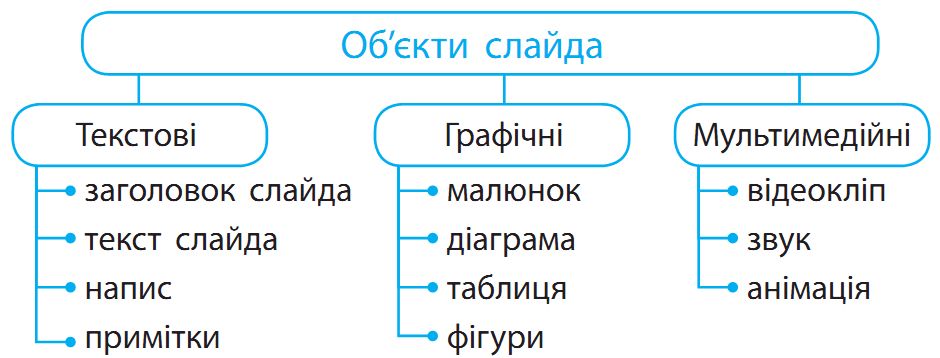 Об’єкти слайда
Текстові
заголовок слайда
текст слайда
напис
примітки
Графічні
малюнок
діаграма
таблиця
фігури
Мультимедійні
відеокліп
звук
анімація